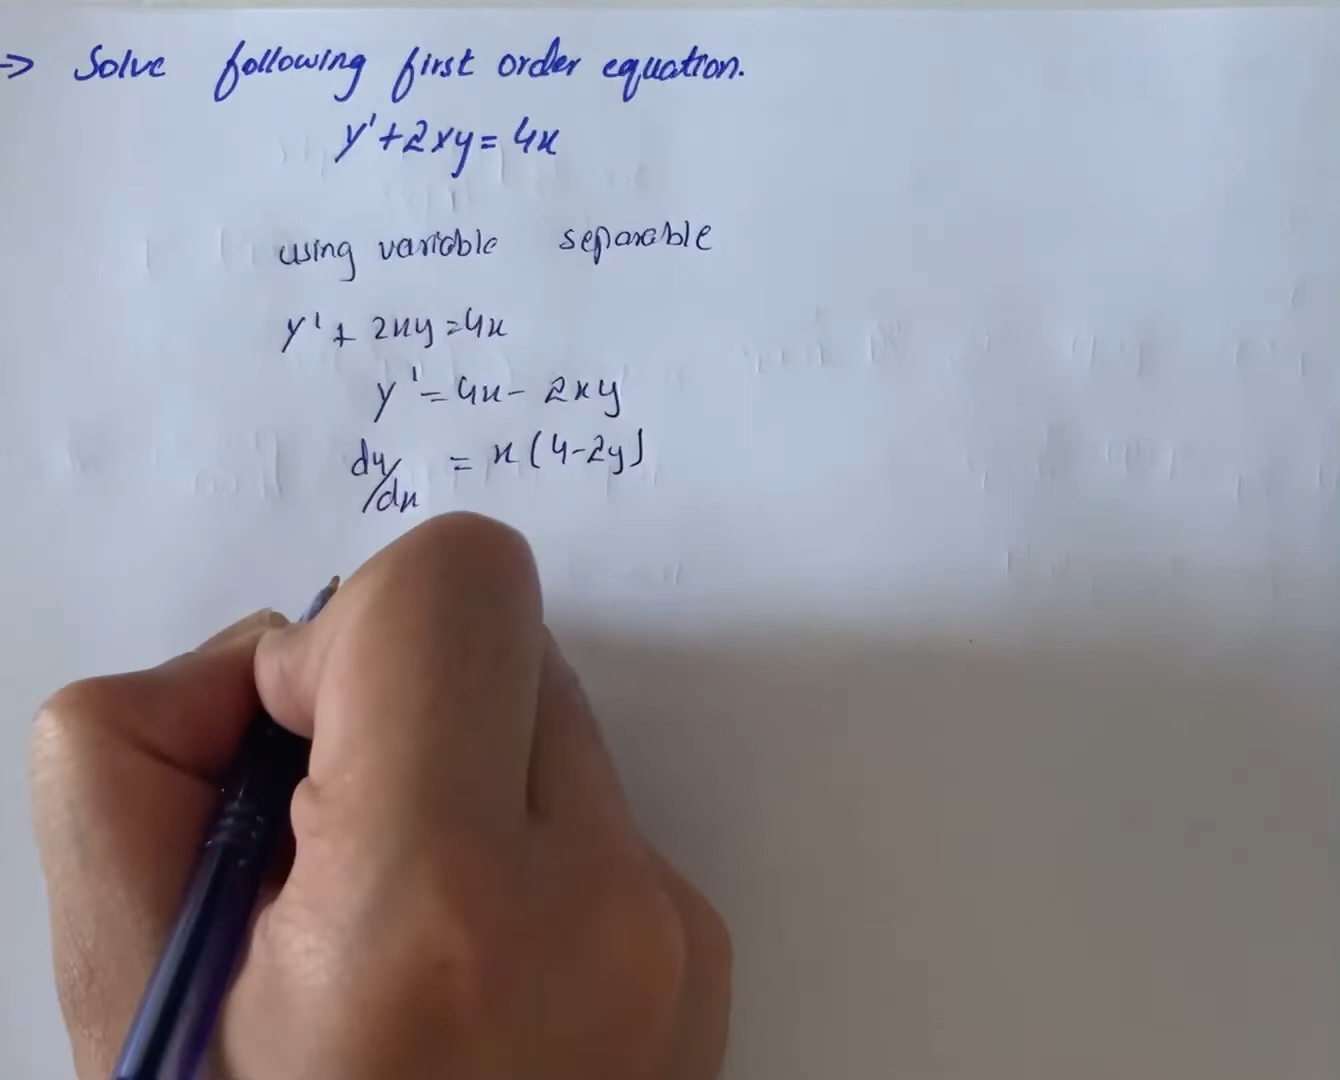 → Solve following first order equation.
y' + 2xy = 4x
using variable separable
y' + 2xy = 4x
y' = 4x - 2xy
dy/dx = x(4-2y)